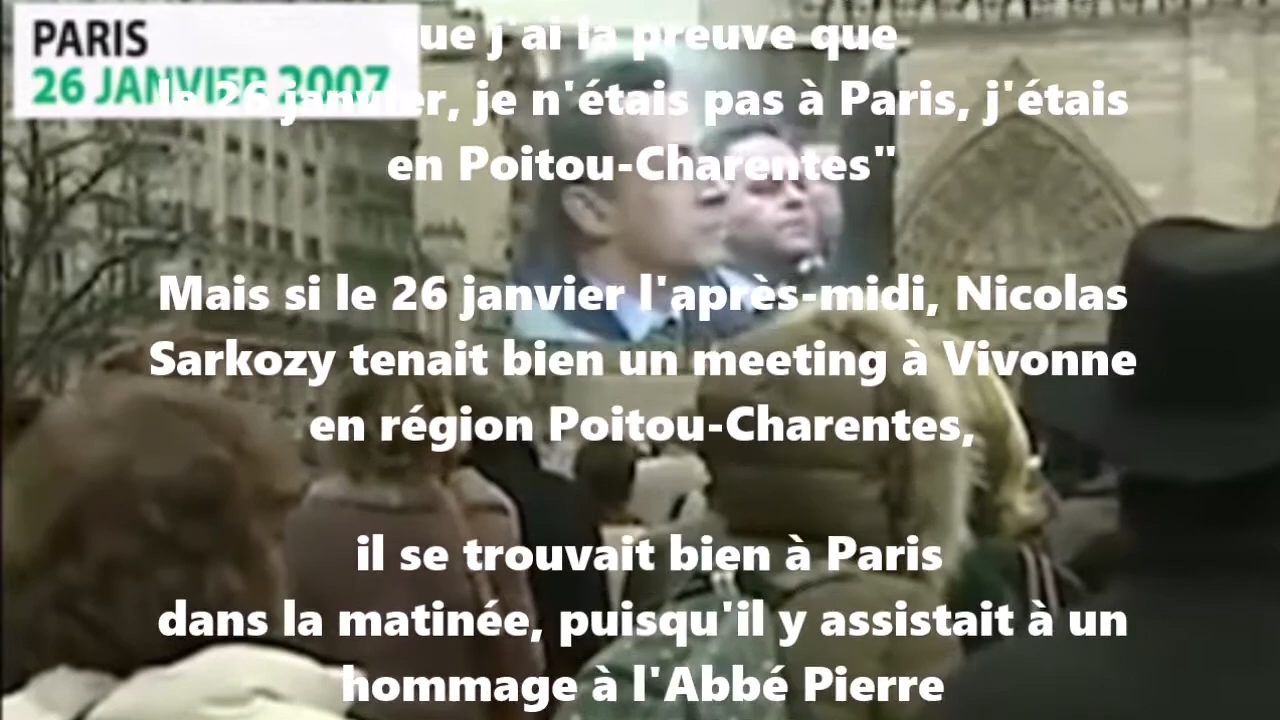 PARIS
26 JANVIER 2007
que j'ai la preuve que
le 26 janvier, je n'étais pas à Paris, j'étais
en Poitou-Charentes"
Mais si le 26 janvier l'après-midi, Nicolas
Sarkozy tenait bien un meeting à Vivonne
en région Poitou-Charentes,
il se trouvait bien à Paris
dans la matinée, puisqu'il y assistait à un
hommage à l'Abbé Pierre